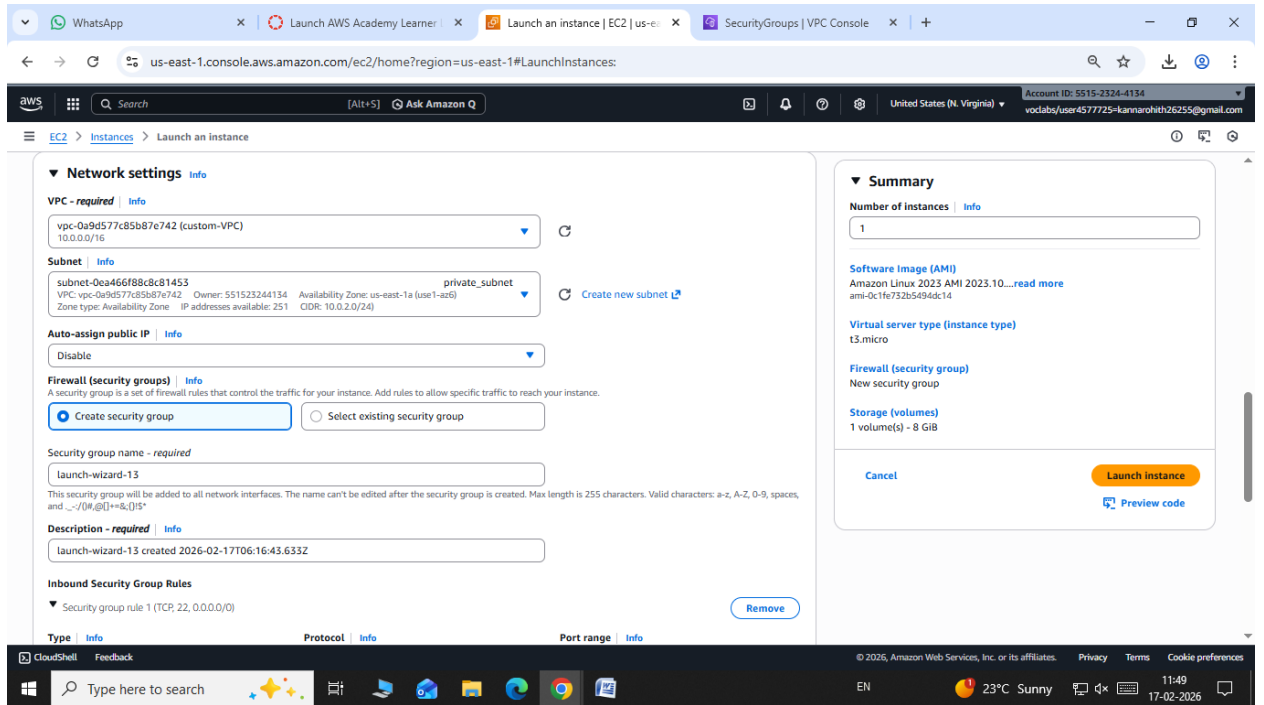 WhatsApp
Launch AWS Academy Learner
Launch an instance | EC2 | us-ea
SecurityGroups | VPC Console
us-east-1.console.aws.amazon.com/ec2/home?region=us-east-1#LaunchInstances:
aws
Search
[Alt+S]
Ask Amazon Q
United States (N. Virginia)
Account ID: 5515-2324-4134
voclabs/user4577725=kannarohith26255@gmail.com
EC2 > Instances > Launch an instance
Network settings Info
VPC - required | Info
vpc-0a9d577c85b87e742 (custom-VPC)
10.0.0.0/16
Subnet | Info
subnet-0ea466f88c8c81453 private_subnet
VPC: vpc-0a9d577c85b87e742 Owner: 551523244134 Availability Zone: us-east-1a (use1-az6)
Zone type: Availability Zone IP addresses available: 251 CIDR: 10.0.2.0/24)
Create new subnet
Auto-assign public IP | Info
Disable
Firewall (security groups) | Info
A security group is a set of firewall rules that control the traffic for your instance. Add rules to allow specific traffic to reach your instance.
Create security group
Select existing security group
Security group name - required
launch-wizard-13
This security group will be added to all network interfaces. The name can't be edited after the security group is created. Max length is 255 characters. Valid characters: a-z, A-Z, 0-9, spaces,
and ._-:/()#,@[]+=&;{}!$*
Description - required | Info
launch-wizard-13 created 2026-02-17T06:16:43.633Z
Inbound Security Group Rules
Security group rule 1 (TCP, 22, 0.0.0.0/0)
Remove
Type | Info
Protocol | Info
Port range | Info
Summary
Number of instances | Info
1
Software Image (AMI)
Amazon Linux 2023 AMI 2023.10....read more
ami-0c1fe732b5494dc14
Virtual server type (instance type)
t3.micro
Firewall (security group)
New security group
Storage (volumes)
1 volume(s) - 8 GiB
Cancel
Launch instance
Preview code
CloudShell
Feedback
© 2026, Amazon Web Services, Inc. or its affiliates.
Privacy
Terms
Cookie preferences
Type here to search
EN
1
23°C Sunny
11:49
17-02-2026